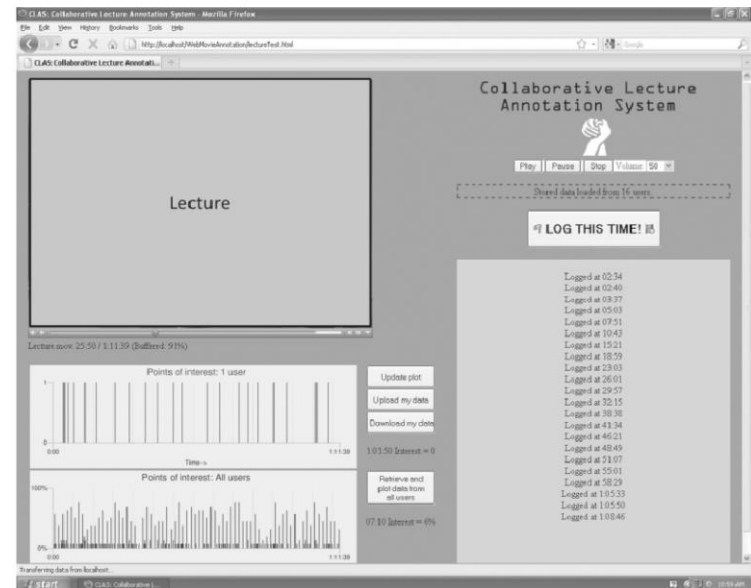 CLAS: Collaborative Lecture Annotation System - Mozilla Firefox
File Edit View History Bookmarks Tools Help
http://localhost/WebMovieAnnotation/lectureTest.html
Google
CLAS: Collaborative Lecture Annotati...
Lecture
Lecture.mov: 25:50 / 1:11:39 (Buffered: 91%)
Points of interest: 1 user
1
0
0:00
1:11:39
Time
Points of interest: All users
100%
0%
0:00
1:11:39
Update plot
Upload my data
Download my data
1:01:50 Interest = 0
Retrieve and
plot data from
all users
07:10 Interest = 6%
Collaborative Lecture
Annotation System
Play Pause Stop Volume: 50
Stored data loaded from 16 users.
LOG THIS TIME!
Logged at 02:34
Logged at 02:40
Logged at 03:37
Logged at 05:03
Logged at 07:51
Logged at 10:43
Logged at 15:21
Logged at 18:59
Logged at 23:03
Logged at 26:01
Logged at 29:57
Logged at 32:15
Logged at 38:38
Logged at 41:34
Logged at 46:21
Logged at 48:49
Logged at 51:07
Logged at 55:01
Logged at 58:29
Logged at 1:05:33
Logged at 1:05:50
Logged at 1:08:46
Transferring data from localhost...
start
CLAS: Collaborative L...
10:59 AM